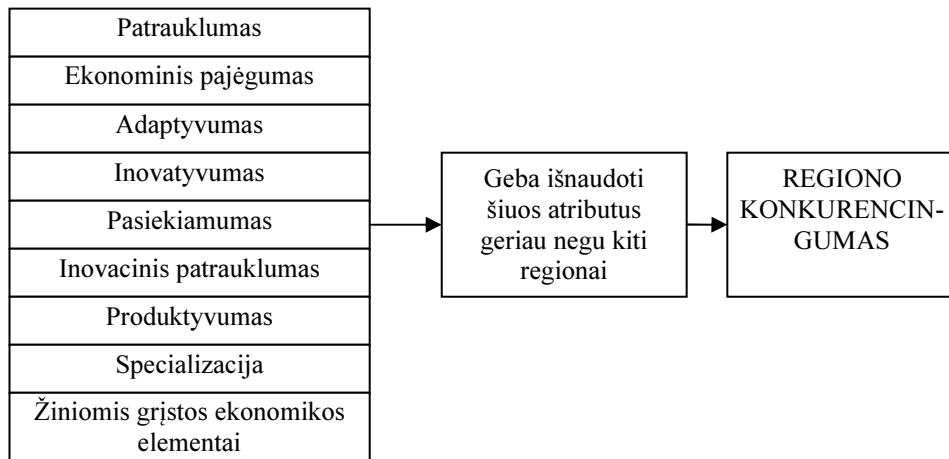 Patrauklumas
Ekonominis pajėgumas
Adaptyvumas
Inovatyvumas
Pasiekiamumas
Inovacinis patrauklumas
Produktyvumas
Specializacija
Žiniomis grįstos ekonomikos
elementai
Geba išnaudoti
šiuos atributus
geriau negu kiti
regionai
REGIONO
KONKURENCIN-
GUMAS